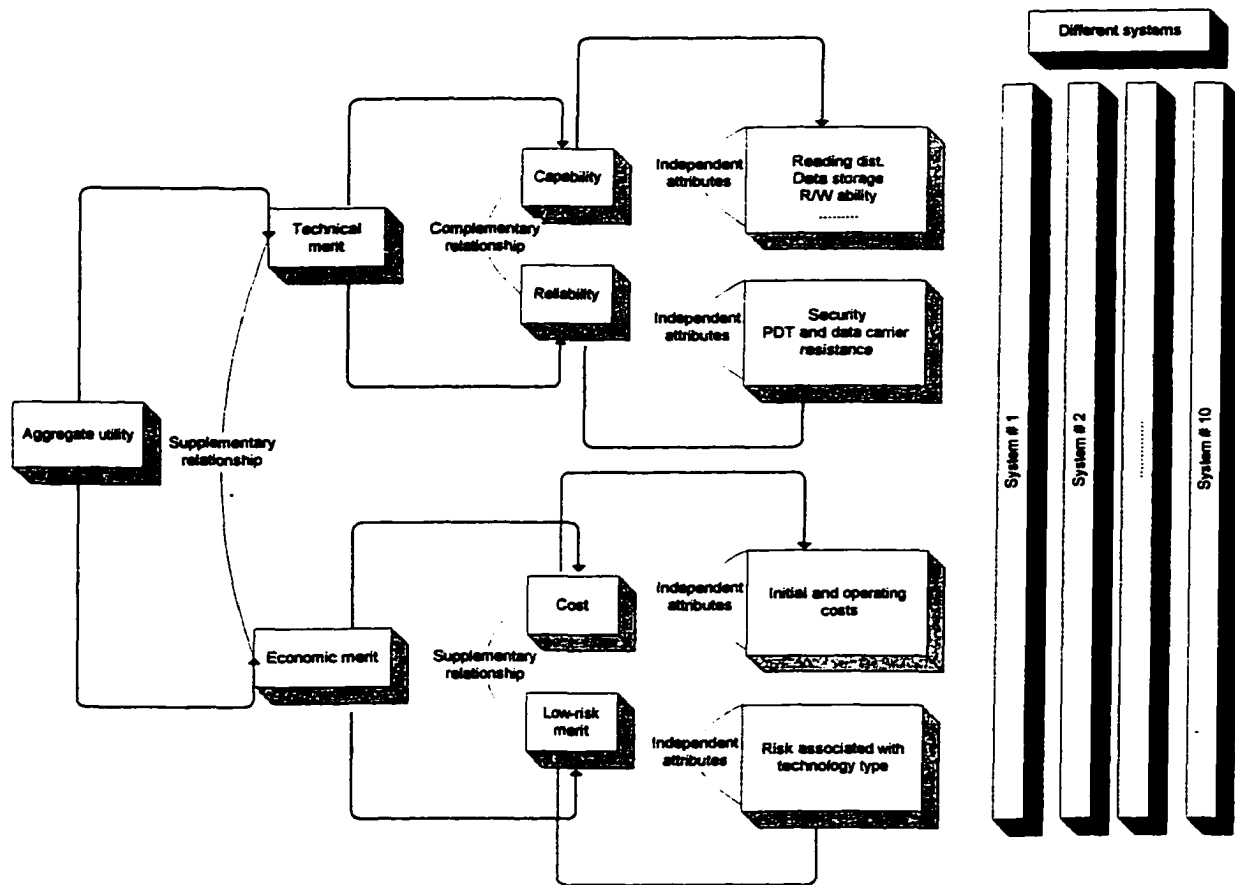 Different systems
Capability
Independent
attributes
Reading dist.
Data storage
R/W ability
..........
Technical
merit
Complementary
relationship
Reliability
Independent
attributes
Security
PDT and data carrier
resistance
Aggregate utility
Supplementary
relationship
Cost
Independent
attributes
Initial and operating
costs
Economic merit
Supplementary
relationship
Low-risk
merit
Independent
attributes
Risk associated with
technology type
System # 1
System # 2
..........
System # 10